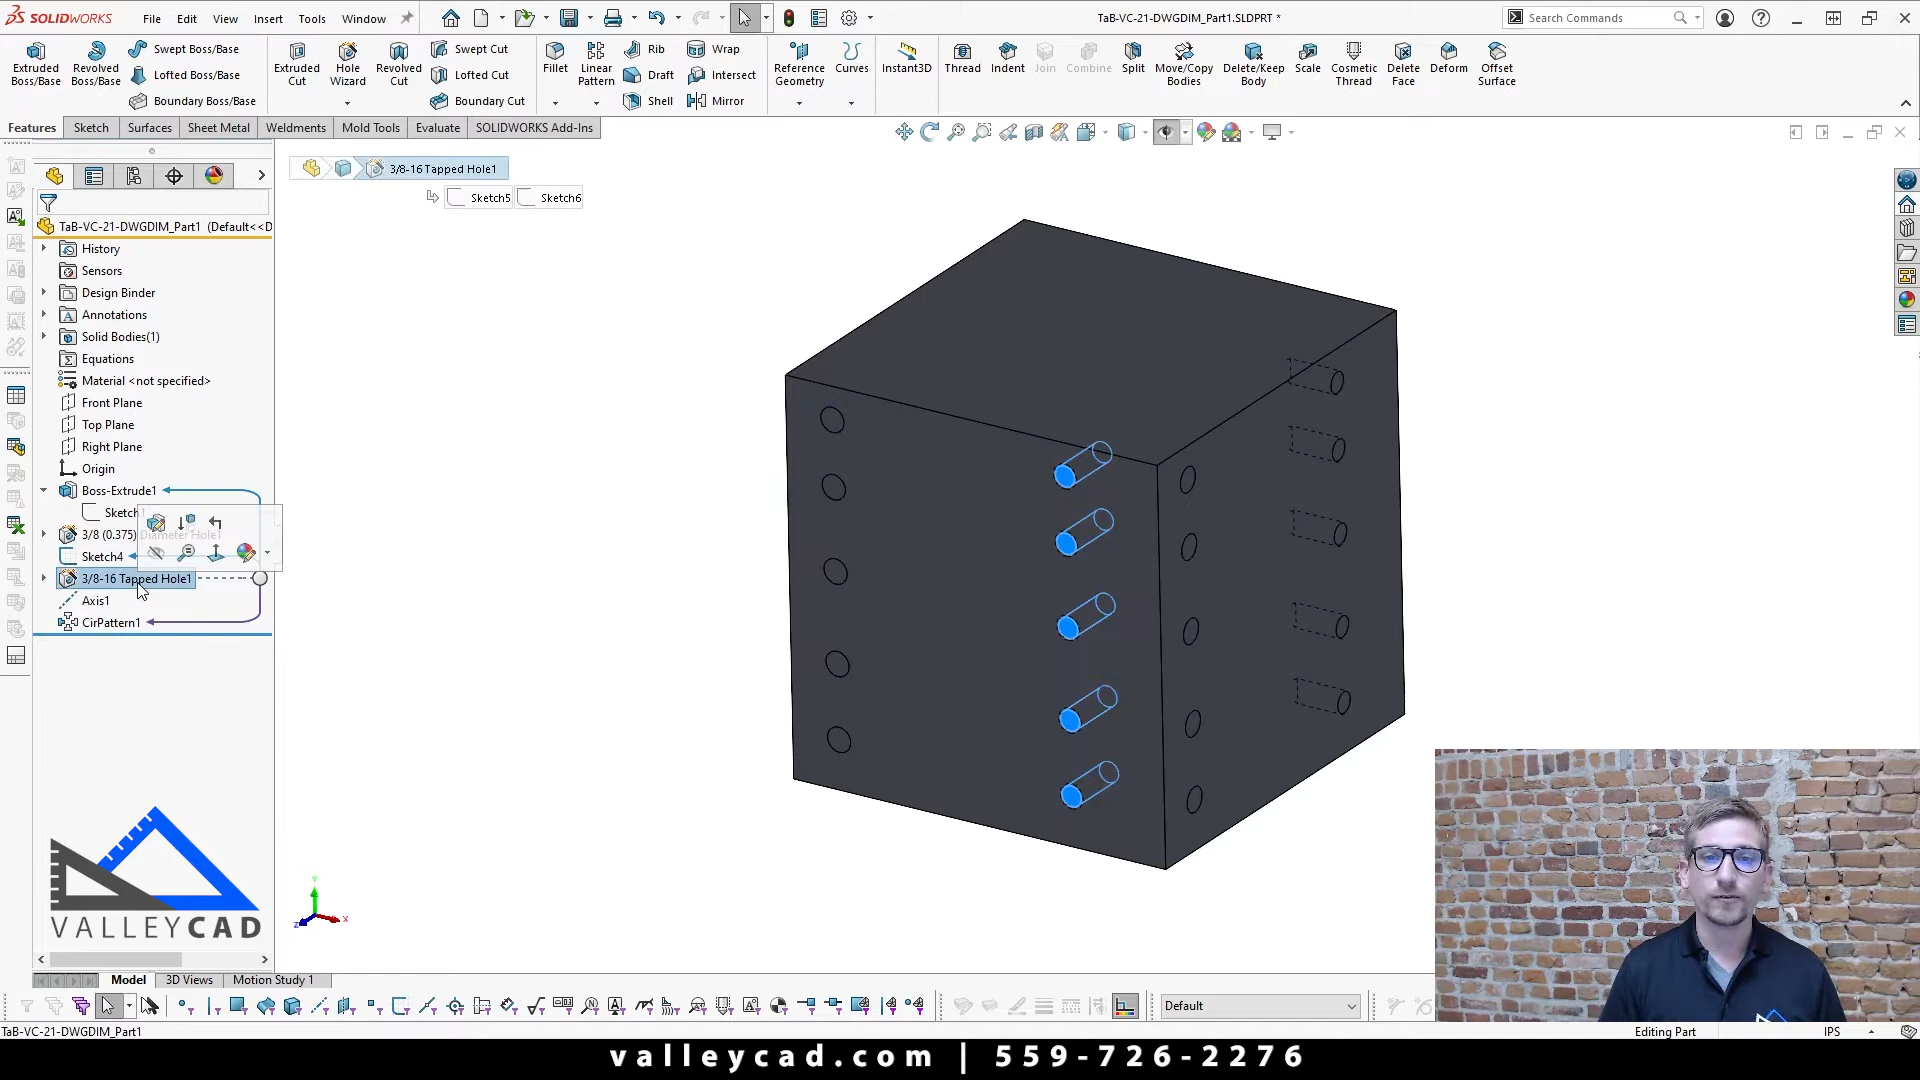 SOLIDWORKS File Edit View Insert Tools Window
TaB-VC-21-DWGDIM_Part1.SLDPRT *
Search Commands
Extruded Boss/Base
Revolved Boss/Base
Swept Boss/Base
Lofted Boss/Base
Boundary Boss/Base
Extruded Cut
Hole Wizard
Revolved Cut
Swept Cut
Lofted Cut
Boundary Cut
Fillet
Linear Pattern
Rib
Draft
Shell
Wrap
Intersect
Mirror
Reference Geometry
Curves
Instant3D
Thread
Indent
Join
Combine
Split
Move/Copy Bodies
Delete/Keep Body
Scale
Cosmetic Thread
Delete Face
Deform
Offset Surface
Features Sketch Surfaces Sheet Metal Weldments Mold Tools Evaluate SOLIDWORKS Add-Ins
3/8-16 Tapped Hole1
Sketch5 Sketch6
TaB-VC-21-DWGDIM_Part1 (Default<<D
History
Sensors
Design Binder
Annotations
Solid Bodies(1)
Equations
Material <not specified>
Front Plane
Top Plane
Right Plane
Origin
Boss-Extrude1
Sketch1
3/8 (0.375) Diameter Hole1
Sketch4
3/8-16 Tapped Hole1
Axis1
CirPattern1
VALLEYCAD
Y
X
Z
Model 3D Views Motion Study 1
Default
TaB-VC-21-DWGDIM_Part1
Editing Part
IPS
valleycad.com | 559-726-2276